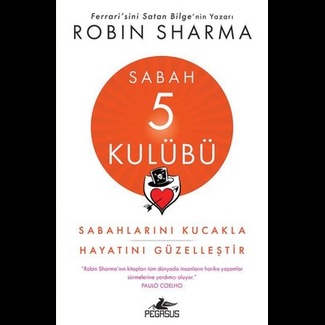 Ferrari'sini Satan Bilge'nin Yazarı
ROBIN SHARMA
SABAH
5
KULÜBÜ
SABAHLARINI KUCAKLA
HAYATINI GÜZELLEŞTİR
"Robin Sharma'nın kitapları tüm dünyada insanların harika yaşamlar
sürmelerine yardımcı oluyor."
PAULO COELHO
PEGASUS